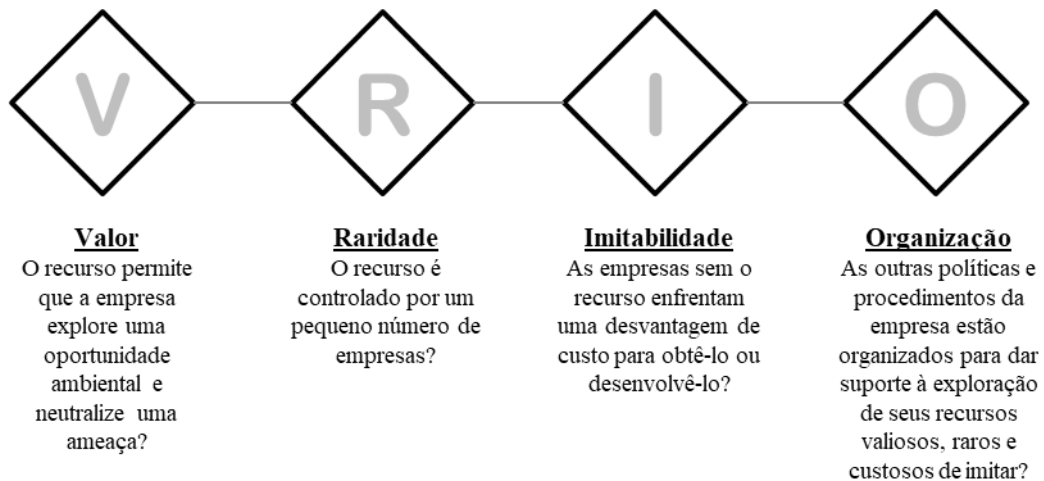 V
R
I
O
Valor
O recurso permite
que a empresa
explore uma
oportunidade
ambiental e
neutralize uma
ameaça?
Raridade
O recurso é
controlado por um
pequeno número de
empresas?
Imitabilidade
As empresas sem o
recurso enfrentam
uma desvantagem de
custo para obtê-lo ou
desenvolvê-lo?
Organização
As outras políticas e
procedimentos da
empresa estão
organizados para dar
suporte à exploração
de seus recursos
valiosos, raros e
custosos de imitar?